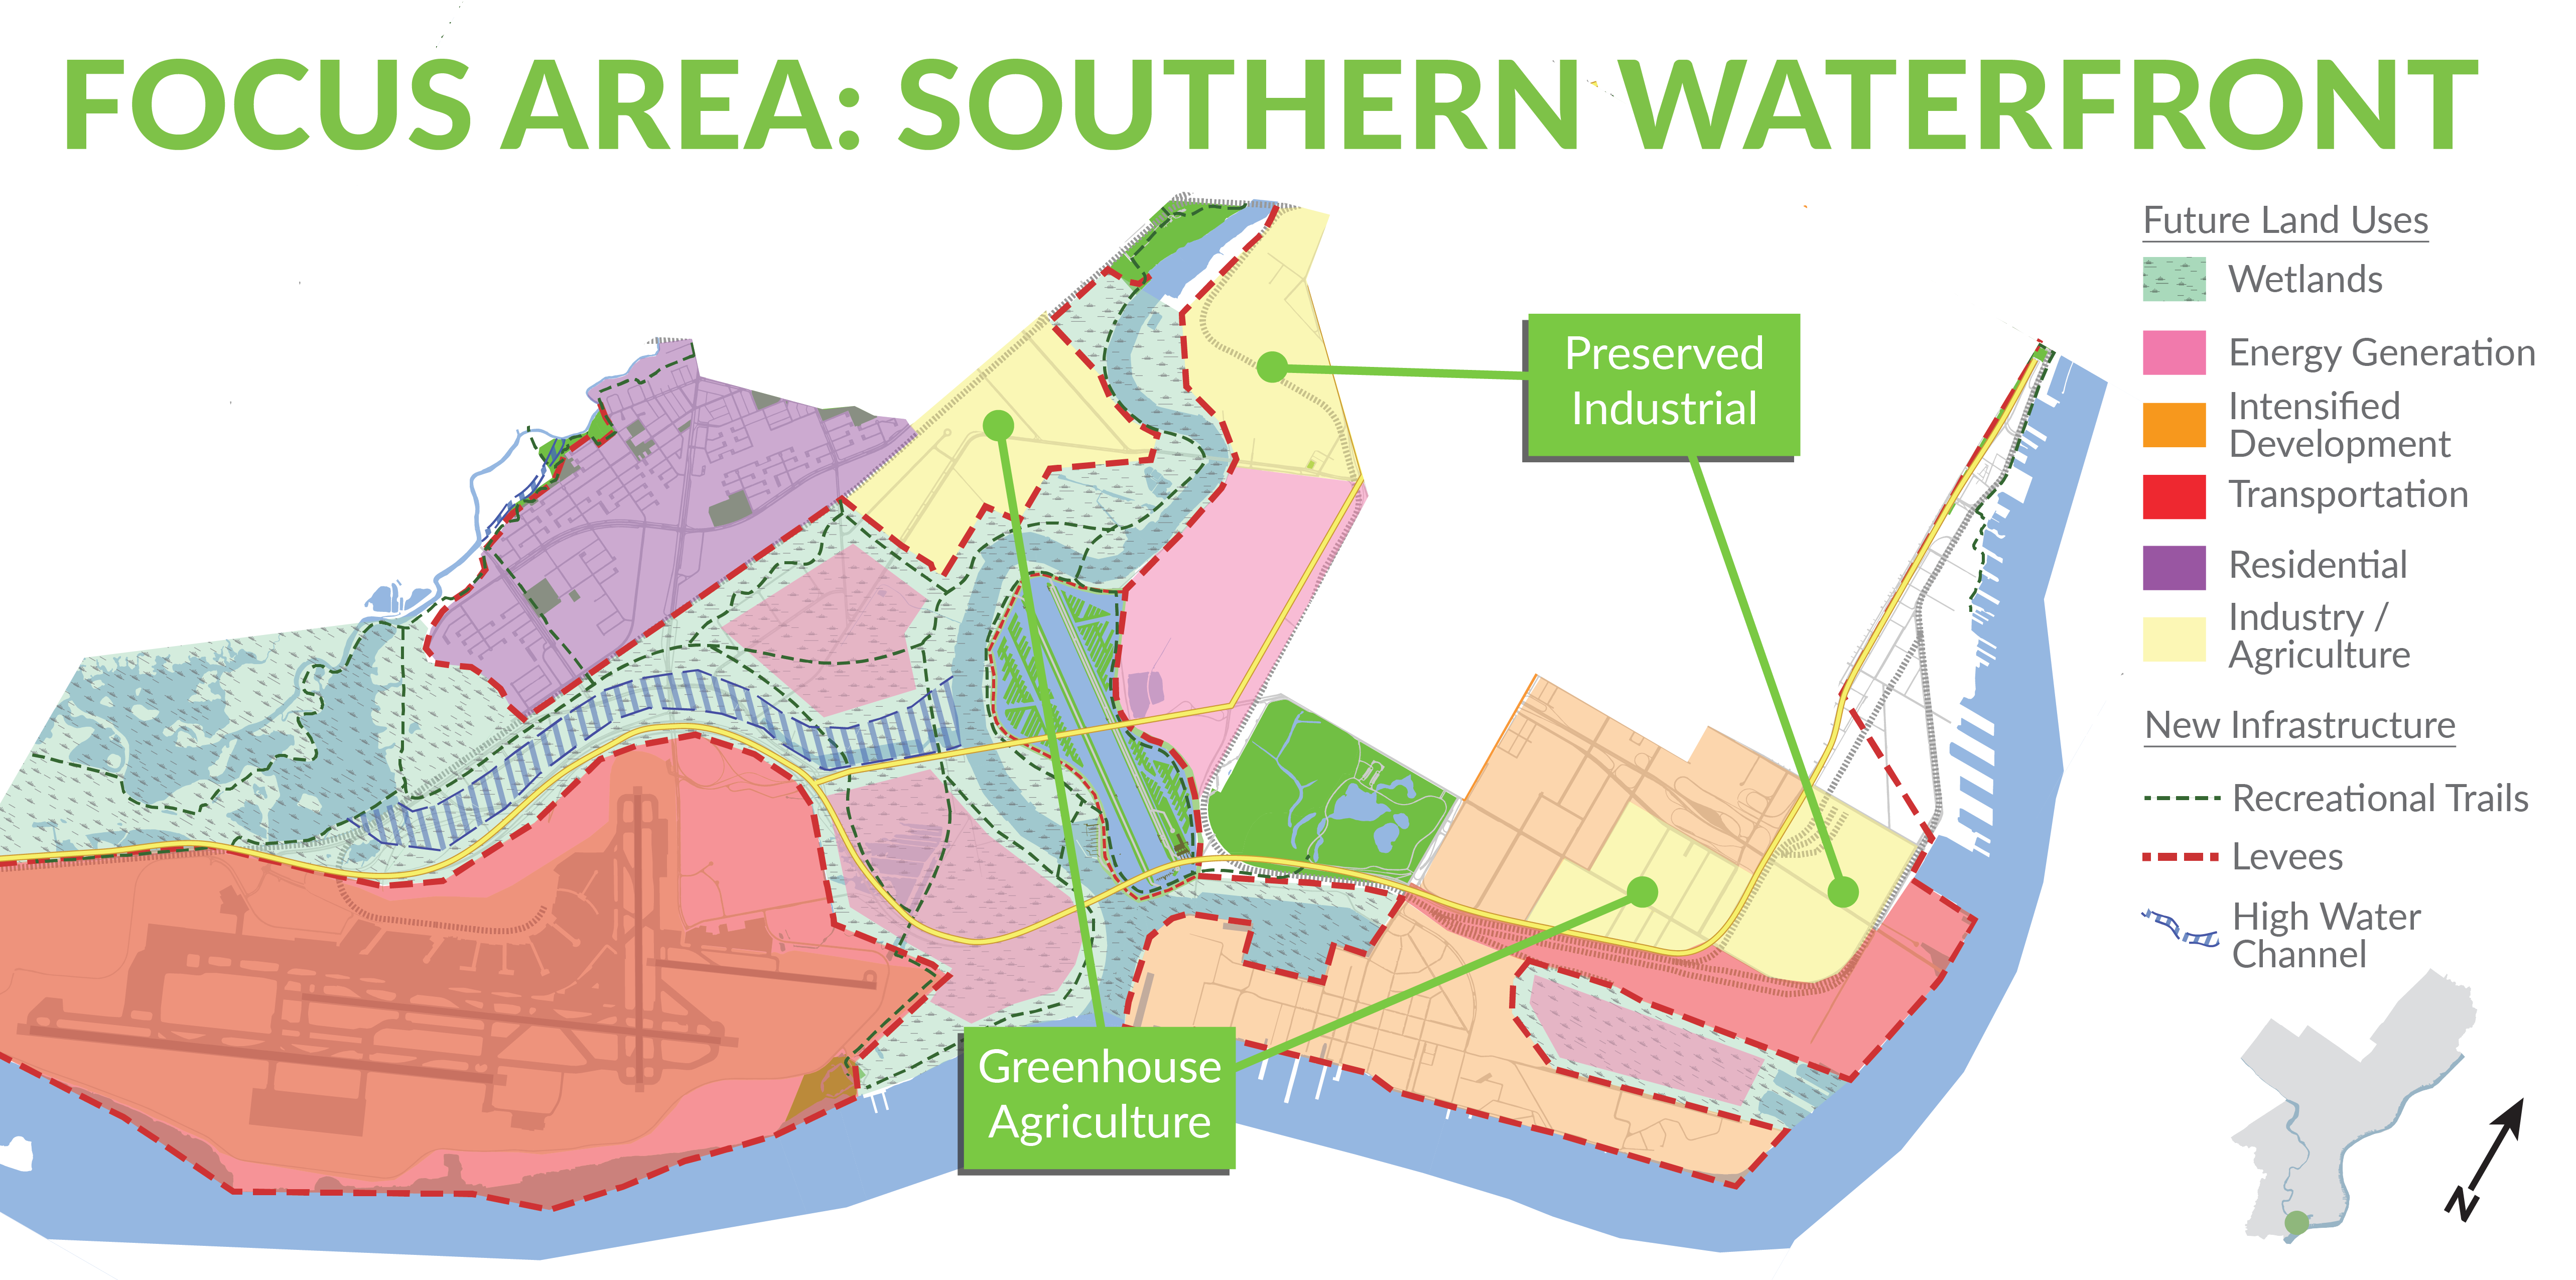 FOCUS AREA: SOUTHERN WATERFRONT
Preserved
Industrial
Greenhouse
Agriculture
Future Land Uses
Wetlands
Energy Generation
Intensified
Development
Transportation
Residential
Industry /
Agriculture
New Infrastructure
Recreational Trails
Levees
High Water
Channel
N